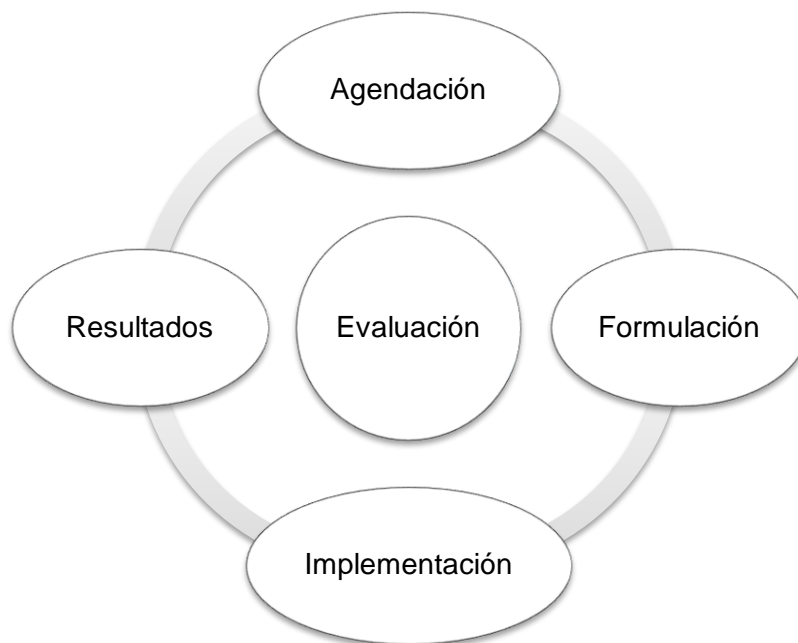 Agendación
Resultados
Evaluación
Formulación
Implementación